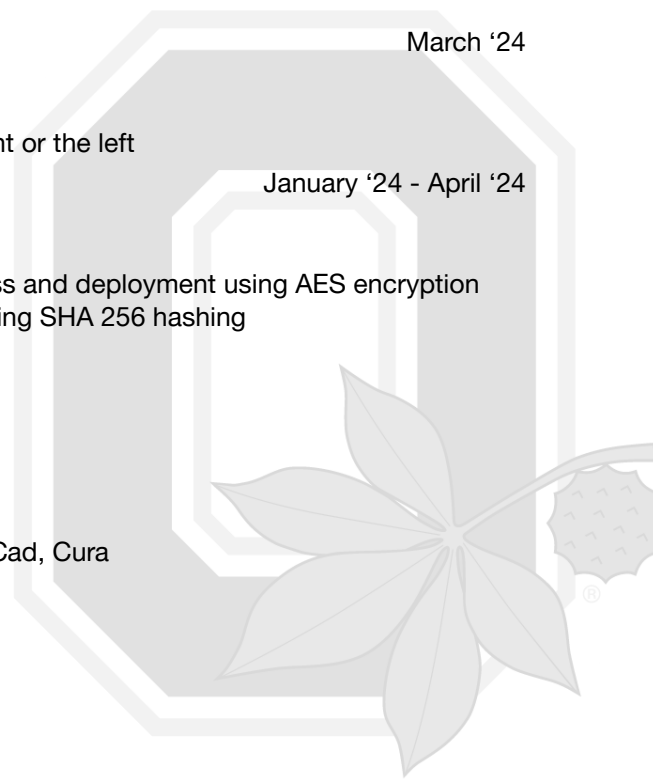 March ‘24
nt or the left
January ‘24 - April ‘24
ss and deployment using AES encryption
ing SHA 256 hashing
Cad, Cura
®